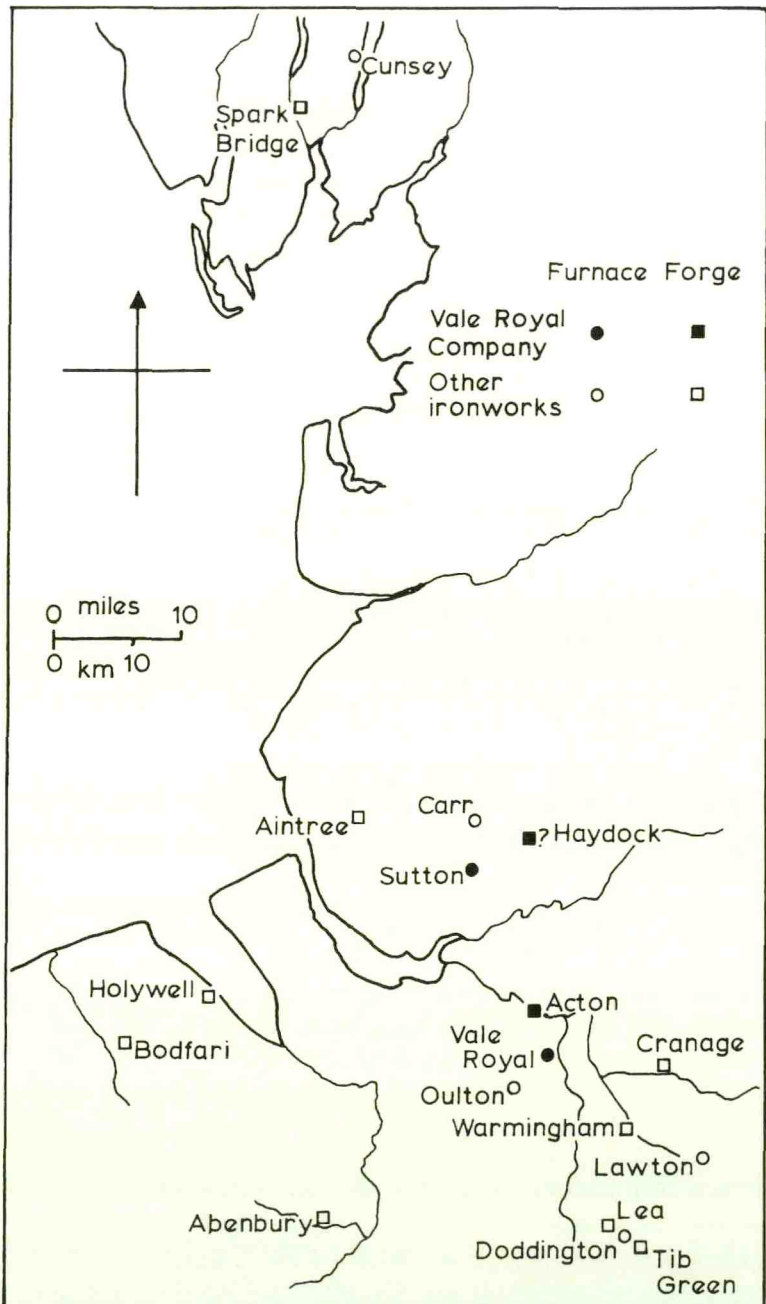 Cunsey
Spark
Bridge
Furnace Forge
Vale Royal
Company
Other
ironworks
0 miles 10
0 km 10
Carr
Aintree
? Haydock
Sutton
Holywell
Acton
Bodfari
Vale
Royal
Cranage
Oulton
Warmingham
Lawton
Lea
Abenbury
Doddington
Tib
Green